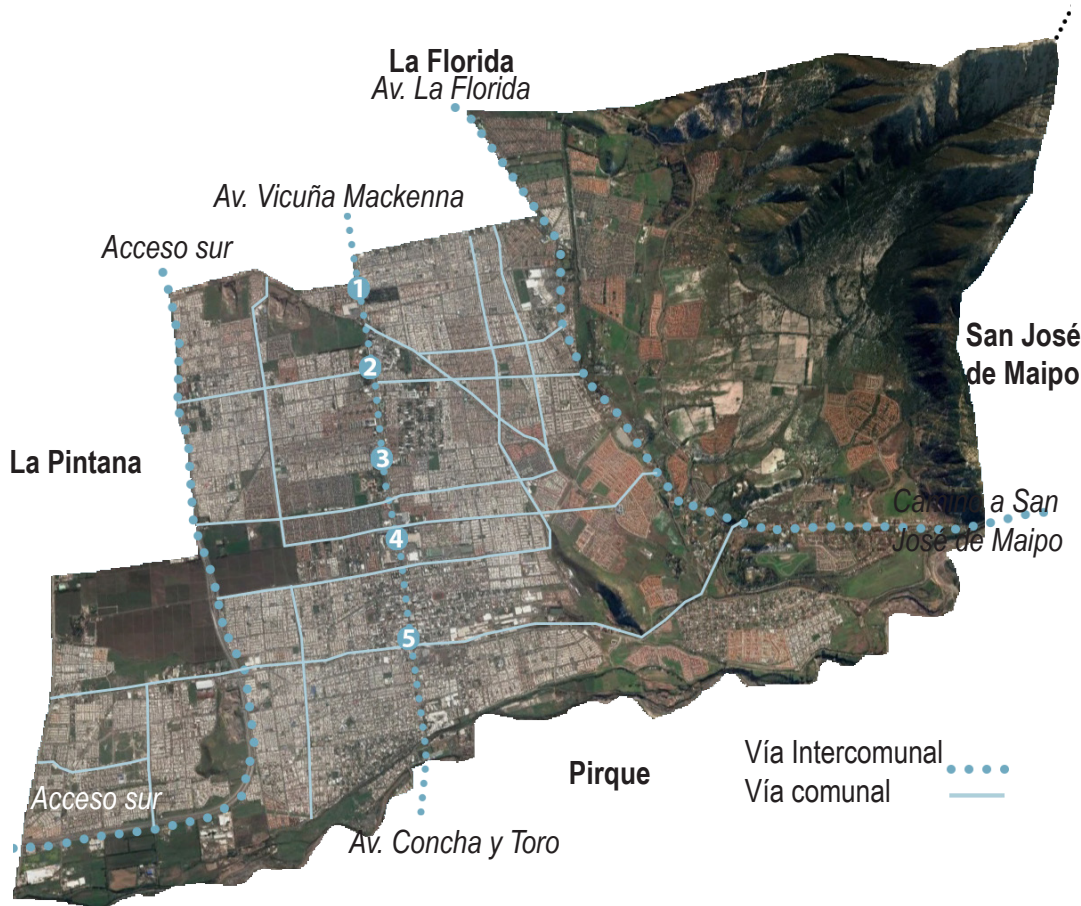 La Florida
Av. La Florida
Av. Vicuña Mackenna
Acceso sur
1
San José
de Maipo
2
La Pintana
3
Camino a San
José de Maipo
4
5
Vía Intercomunal
Pirque
Vía comunal
Acceso sur
Av. Concha y Toro